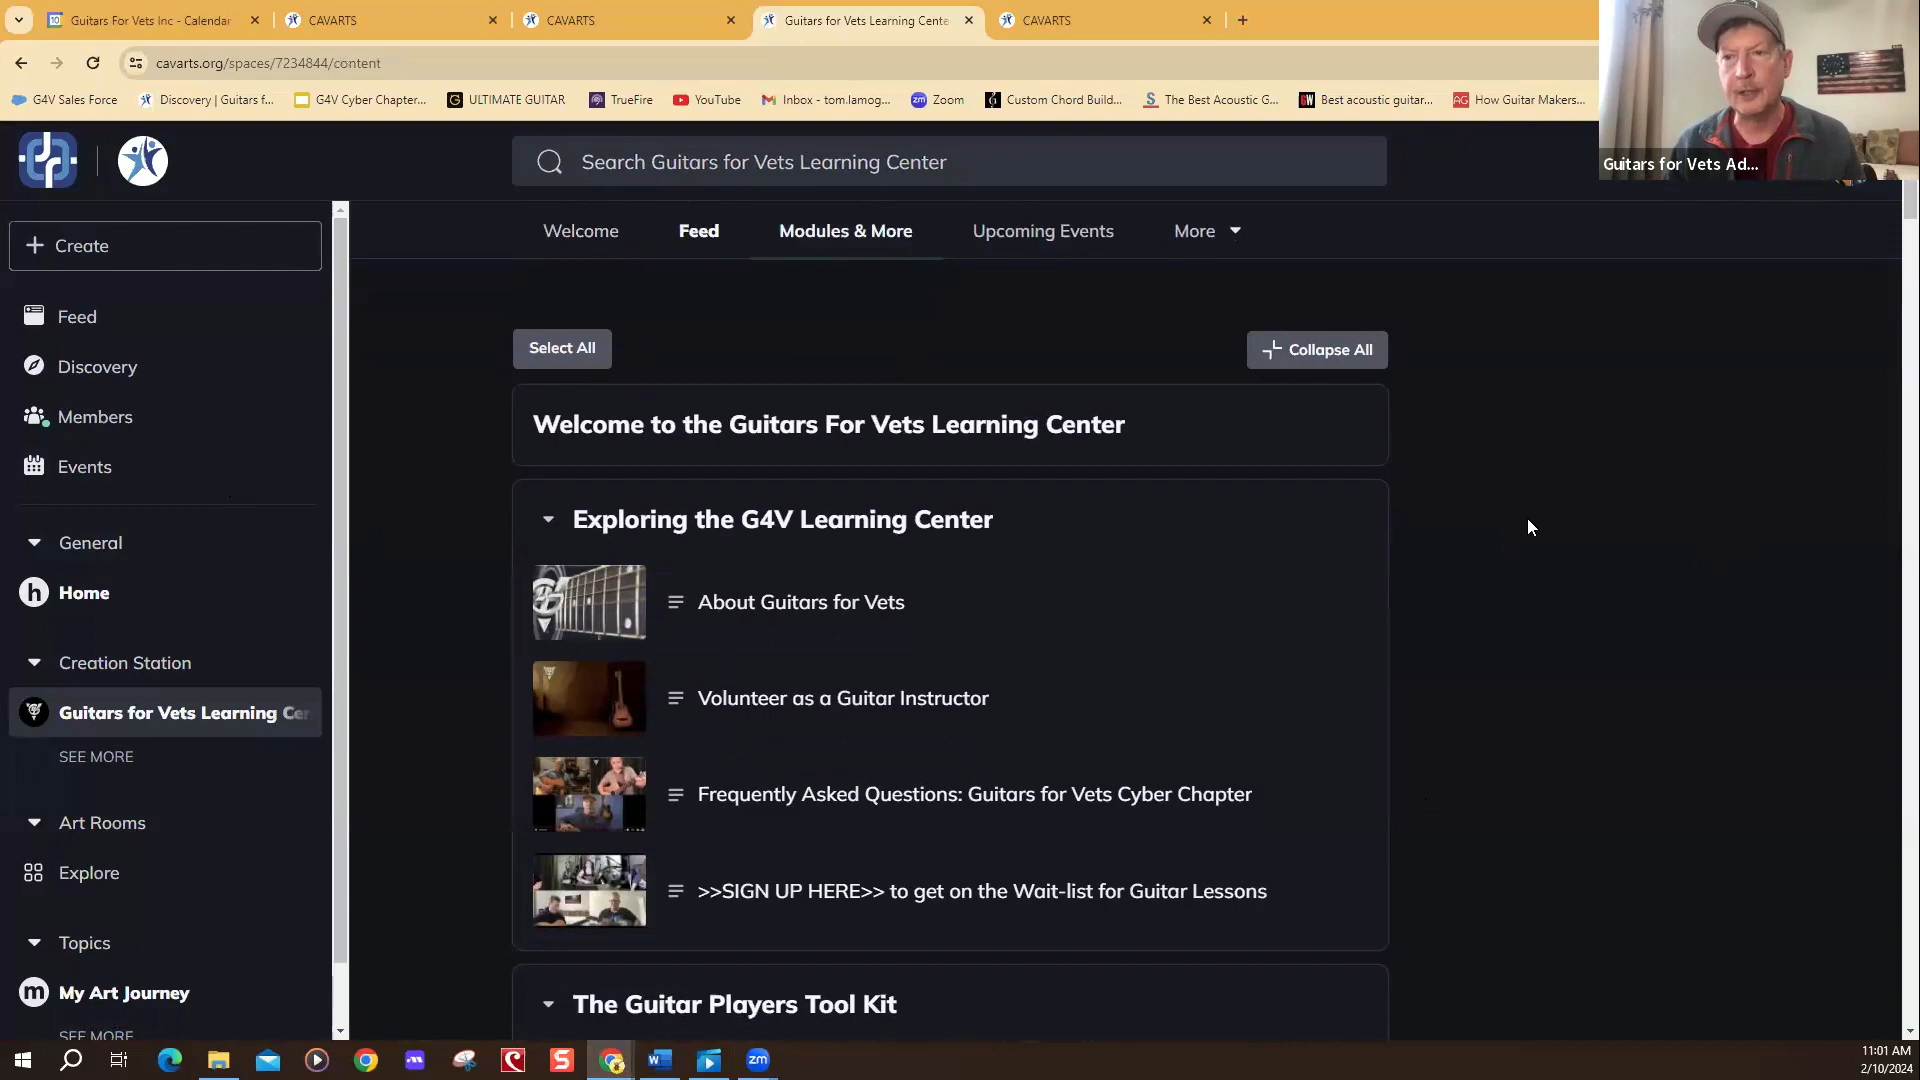 Guitars For Vets Inc - Calendar
CAVARTS
CAVARTS
Guitars for Vets Learning Cente
CAVARTS
cavarts.org/spaces/7234844/content
G4V Sales Force
Discovery | Guitars f...
G4V Cyber Chapter...
ULTIMATE GUITAR
TrueFire
YouTube
Inbox - tom.lamog...
Zoom
Custom Chord Build...
The Best Acoustic G...
Best acoustic guitar...
How Guitar Makers...
Guitars for Vets Ad...
Search Guitars for Vets Learning Center
Welcome
Feed
Modules & More
Upcoming Events
More
Create
Feed
Discovery
Members
Events
General
Home
Creation Station
Guitars for Vets Learning Cen
SEE MORE
Art Rooms
Explore
Topics
My Art Journey
SEE MORE
Select All
Collapse All
Welcome to the Guitars For Vets Learning Center
Exploring the G4V Learning Center
About Guitars for Vets
Volunteer as a Guitar Instructor
Frequently Asked Questions: Guitars for Vets Cyber Chapter
>>SIGN UP HERE>> to get on the Wait-list for Guitar Lessons
The Guitar Players Tool Kit
11:01 AM
2/10/2024